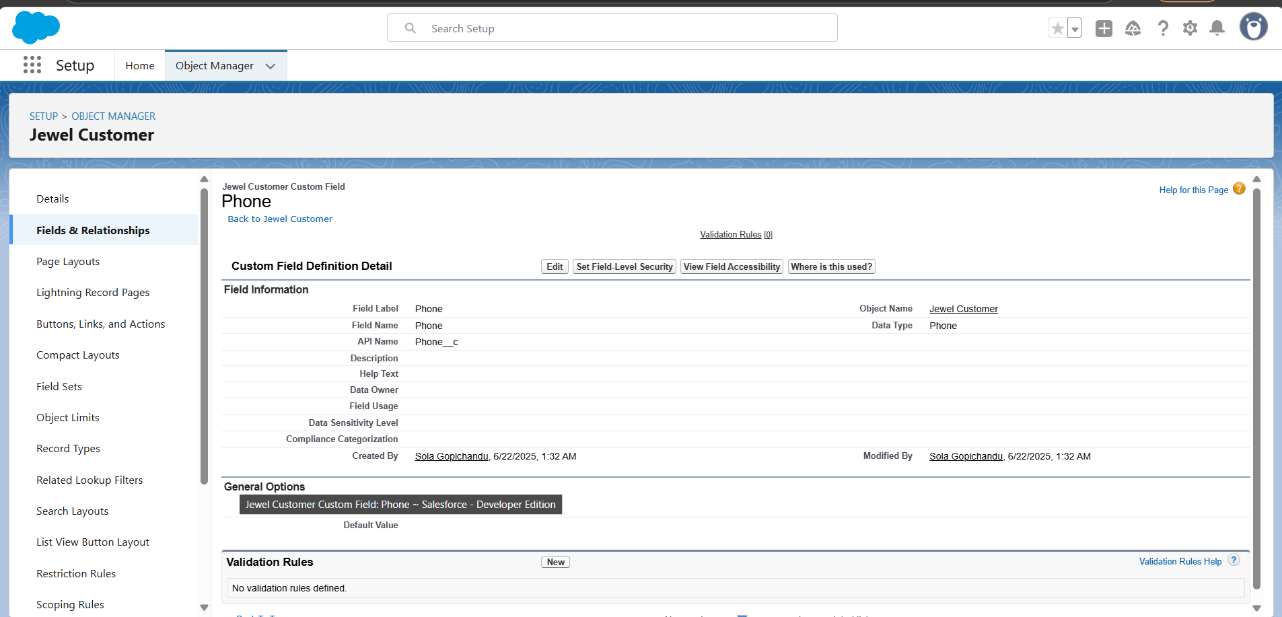 Search Setup
Setup
Home
Object Manager
SETUP > OBJECT MANAGER
Jewel Customer
Details
Fields & Relationships
Page Layouts
Lightning Record Pages
Buttons, Links, and Actions
Compact Layouts
Field Sets
Object Limits
Record Types
Related Lookup Filters
Search Layouts
List View Button Layout
Restriction Rules
Scoping Rules
Jewel Customer Custom Field
Phone
Back to Jewel Customer
Help for this Page
Validation Rules [0]
Custom Field Definition Detail
Edit
Set Field-Level Security
View Field Accessibility
Where is this used?
Field Information
Field Label Phone Object Name Jewel Customer
Field Name Phone Data Type Phone
API Name Phone__c
Description
Help Text
Data Owner
Field Usage
Data Sensitivity Level
Compliance Categorization
Created By Sola Gopichandu, 6/22/2025, 1:32 AM Modified By Sola Gopichandu, 6/22/2025, 1:32 AM
General Options
Jewel Customer Custom Field: Phone ~ Salesforce - Developer Edition
Default Value
Validation Rules
New
Validation Rules Help ?
No validation rules defined.